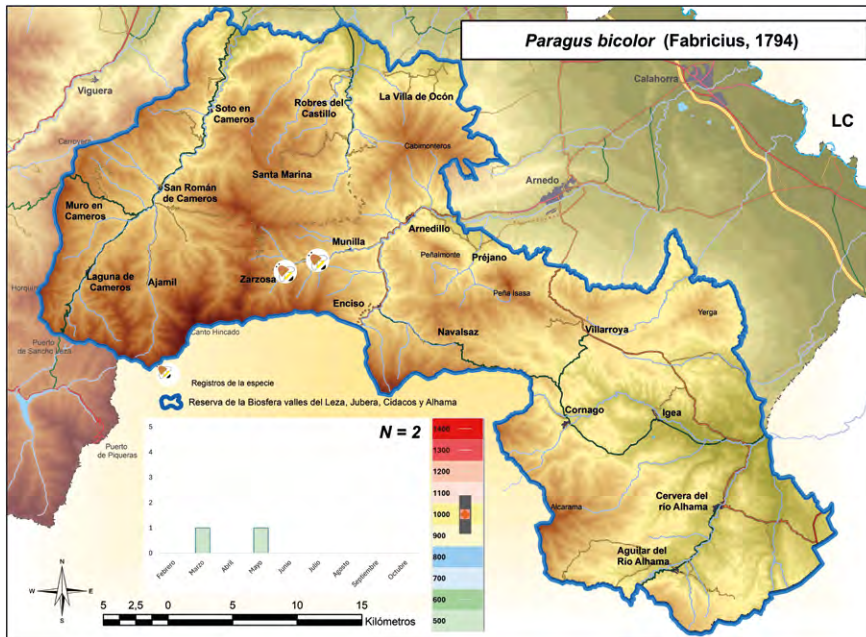 Paragus bicolor (Fabricius, 1794)
LC
Viguera
Calahorra
Soto en
Cameros
Robres del
Castillo
La Villa de Ocón
Cabimonteros
Arnedo
Santa Marina
San Román
de Cameros
Muro en
Cameros
Arnedillo
Munilla
Peñalmonte
Préjano
Zarzosa
Laguna de
Cameros
Ajamil
Enciso
Peña Isasa
Yerga
Navalsaz
Villarroya
Puerto
de Sancho Leza
Canto Hincado
Registros de la especie
Reserva de la Biosfera valles del Leza, Jubera, Cidacos y Alhama
Puerto
de Piqueras
Cornago
Igea
Alcarama
Cervera del
río Alhama
Aguilar del
Río Alhama
N = 2
5
4
3
2
1
0
Febrero
Marzo
Abril
Mayo
Junio
Julio
Agosto
Septiembre
Octubre
1400
1300
1200
1100
1000
900
800
700
600
500
N
W
E
S
5 2,5 0 5 10 15
Kilómetros